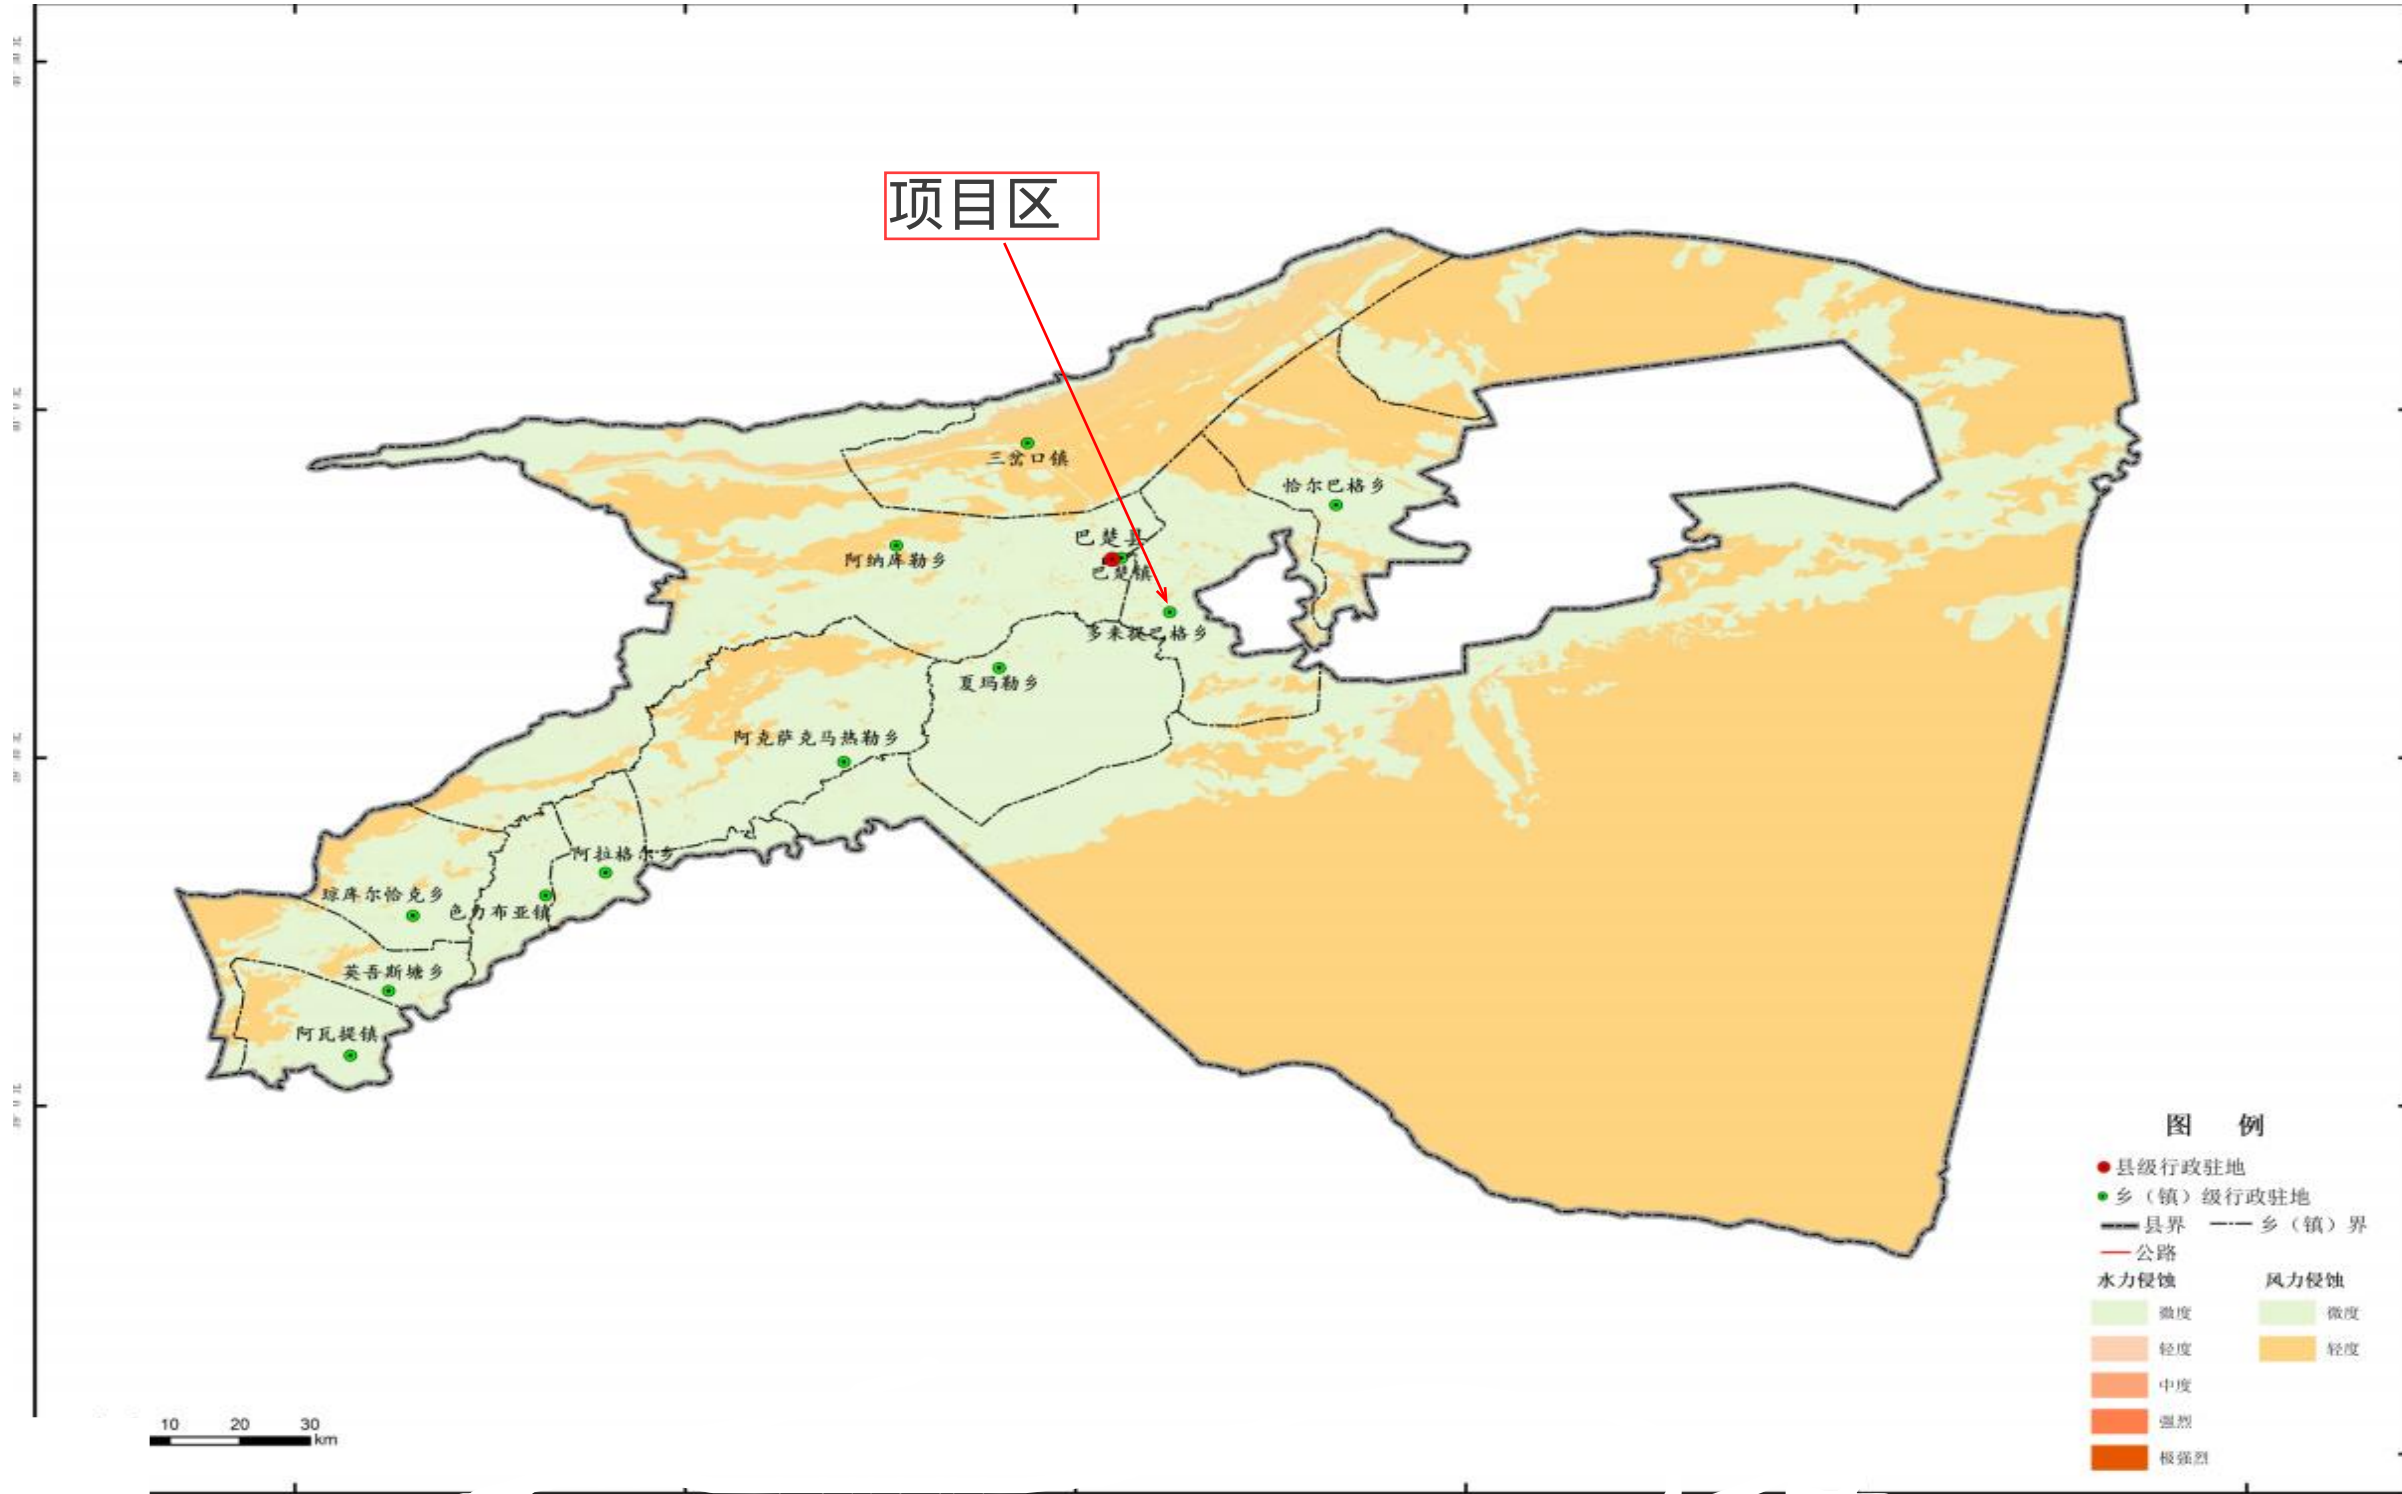 项目区
三岔口镇
恰尔巴格乡
巴楚县
阿纳库勒乡
巴楚镇
多来提巴格乡
夏玛勒乡
阿克萨克马热勒乡
阿拉格尔乡
琼库尔恰克乡
色力布亚镇
英吾斯塘乡
阿瓦提镇
图 例
县级行政驻地
乡（镇）级行政驻地
县界 乡（镇）界
公路
水力侵蚀 风力侵蚀
微度 微度
轻度 轻度
中度
强烈
极强烈
10 20 30
km